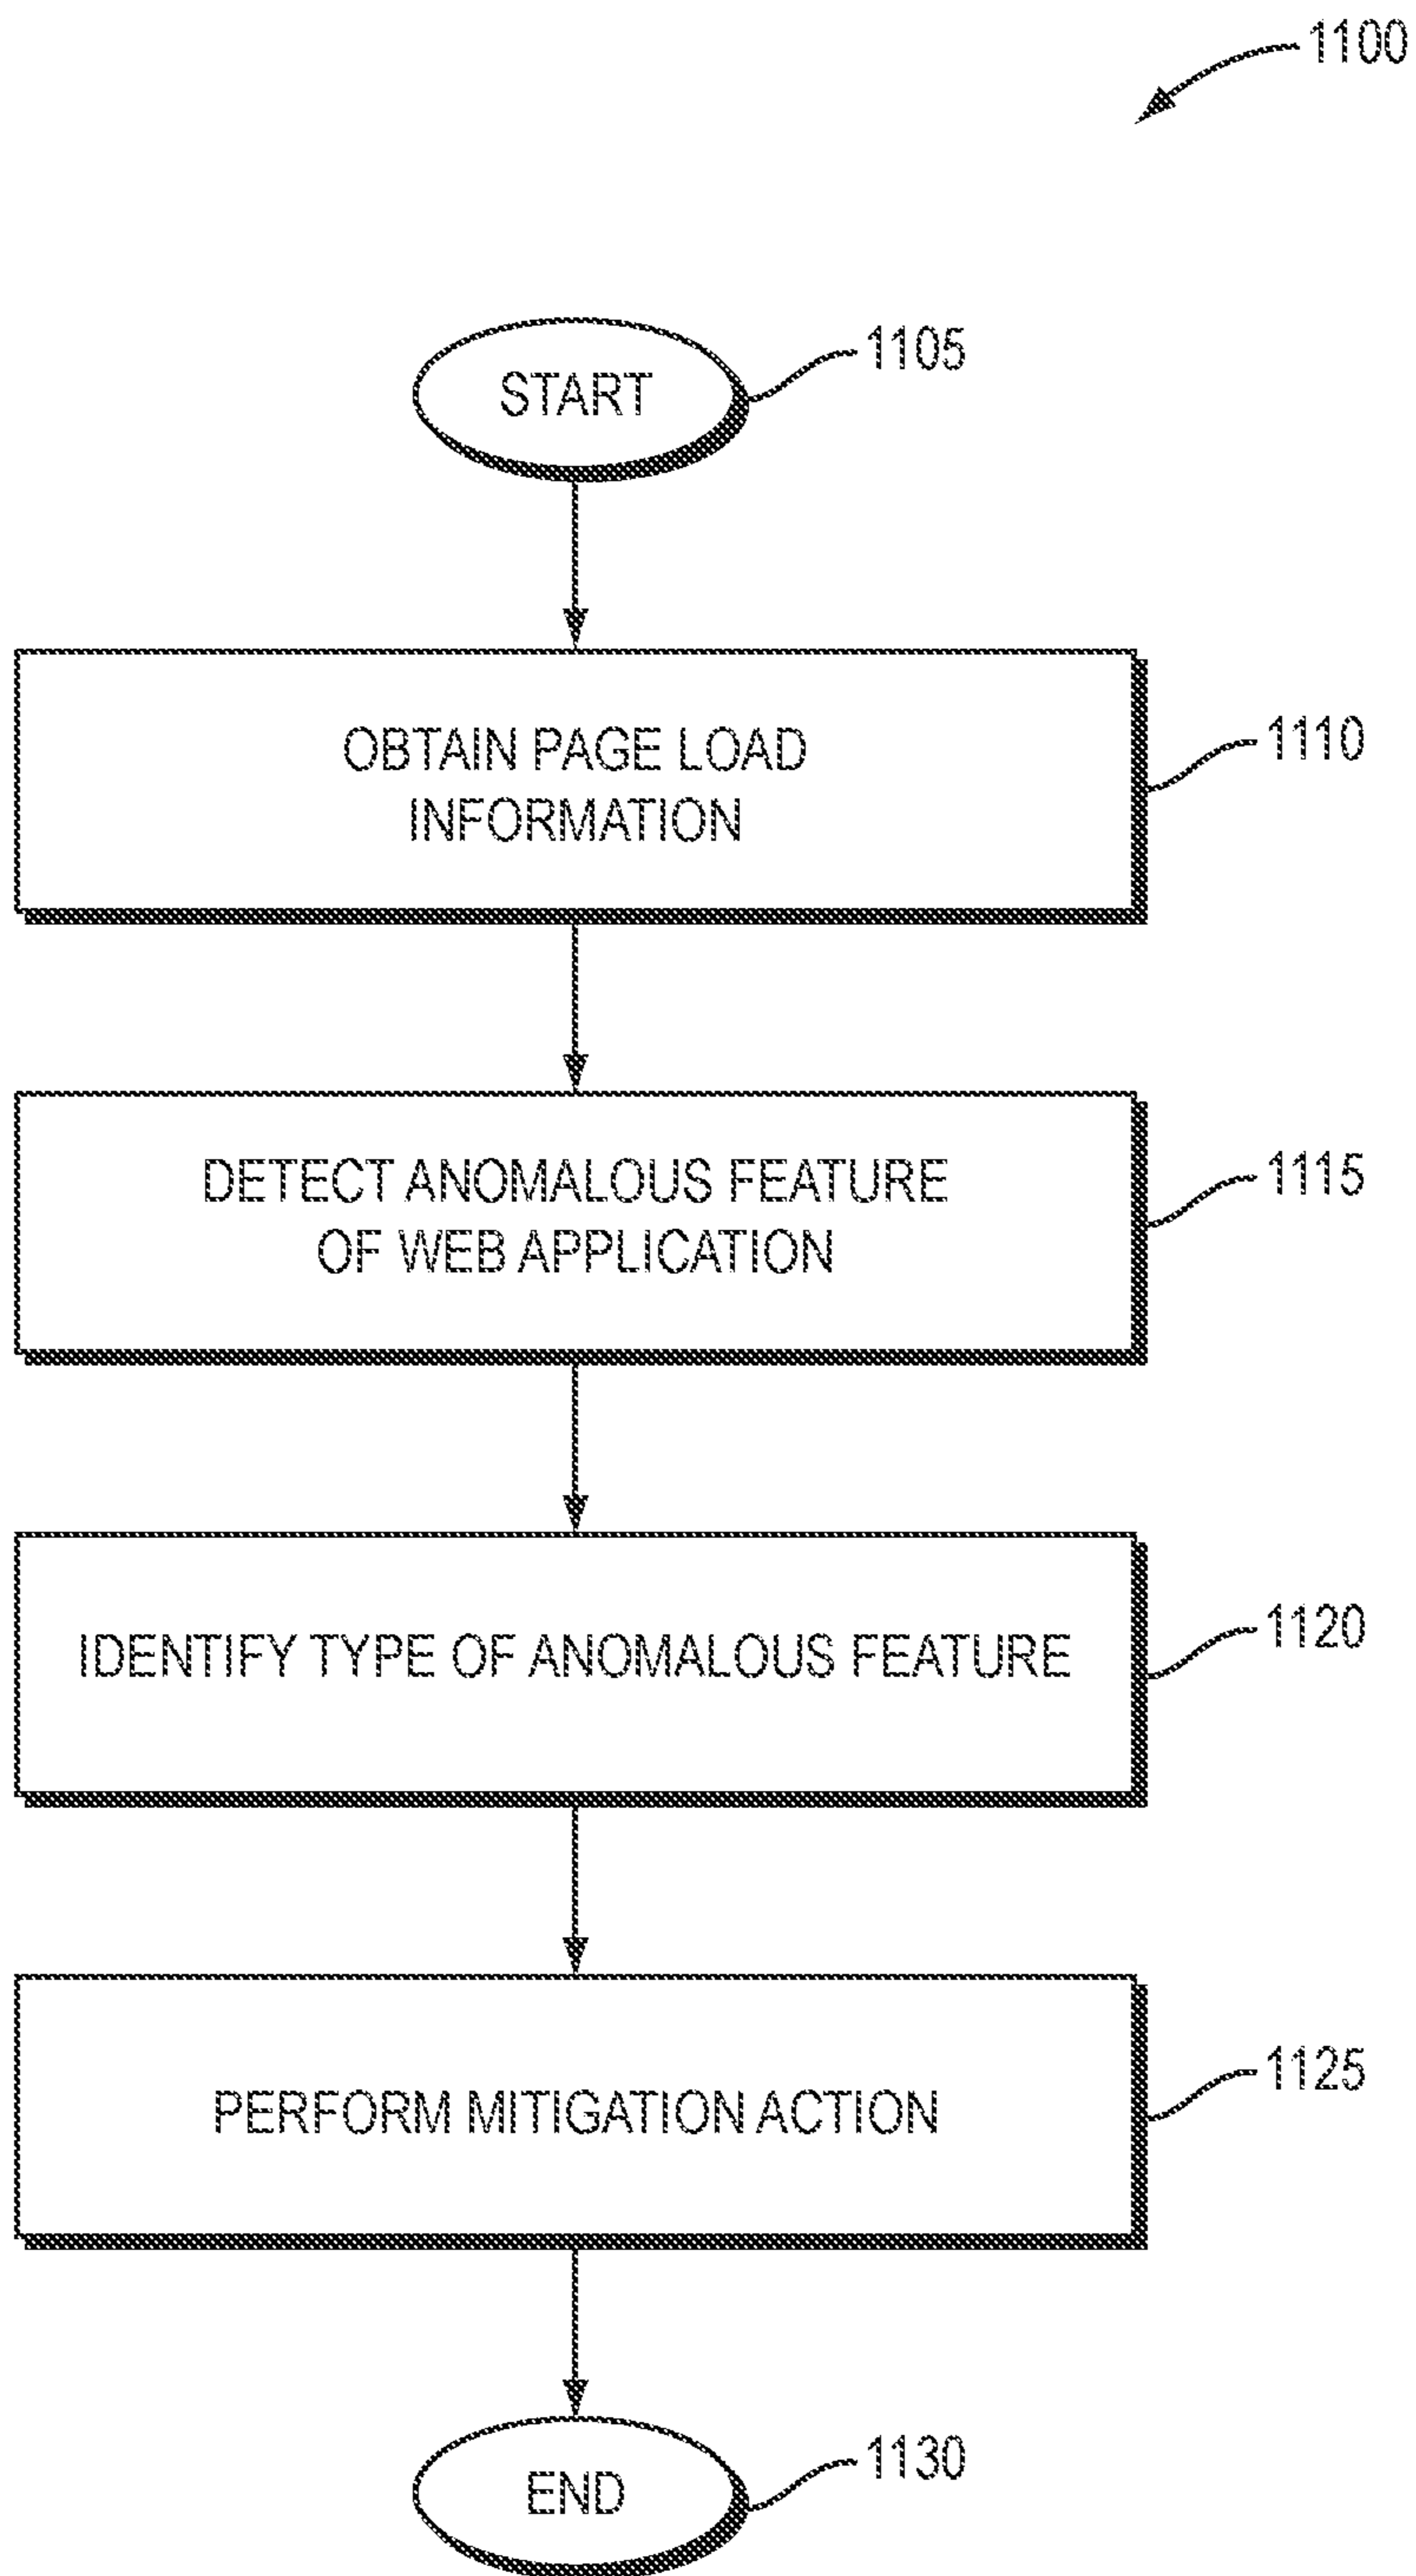 1100
START
1105
OBTAIN PAGE LOAD
INFORMATION
1110
DETECT ANOMALOUS FEATURE
OF WEB APPLICATION
1115
IDENTIFY TYPE OF ANOMALOUS FEATURE
1120
PERFORM MITIGATION ACTION
1125
END
1130